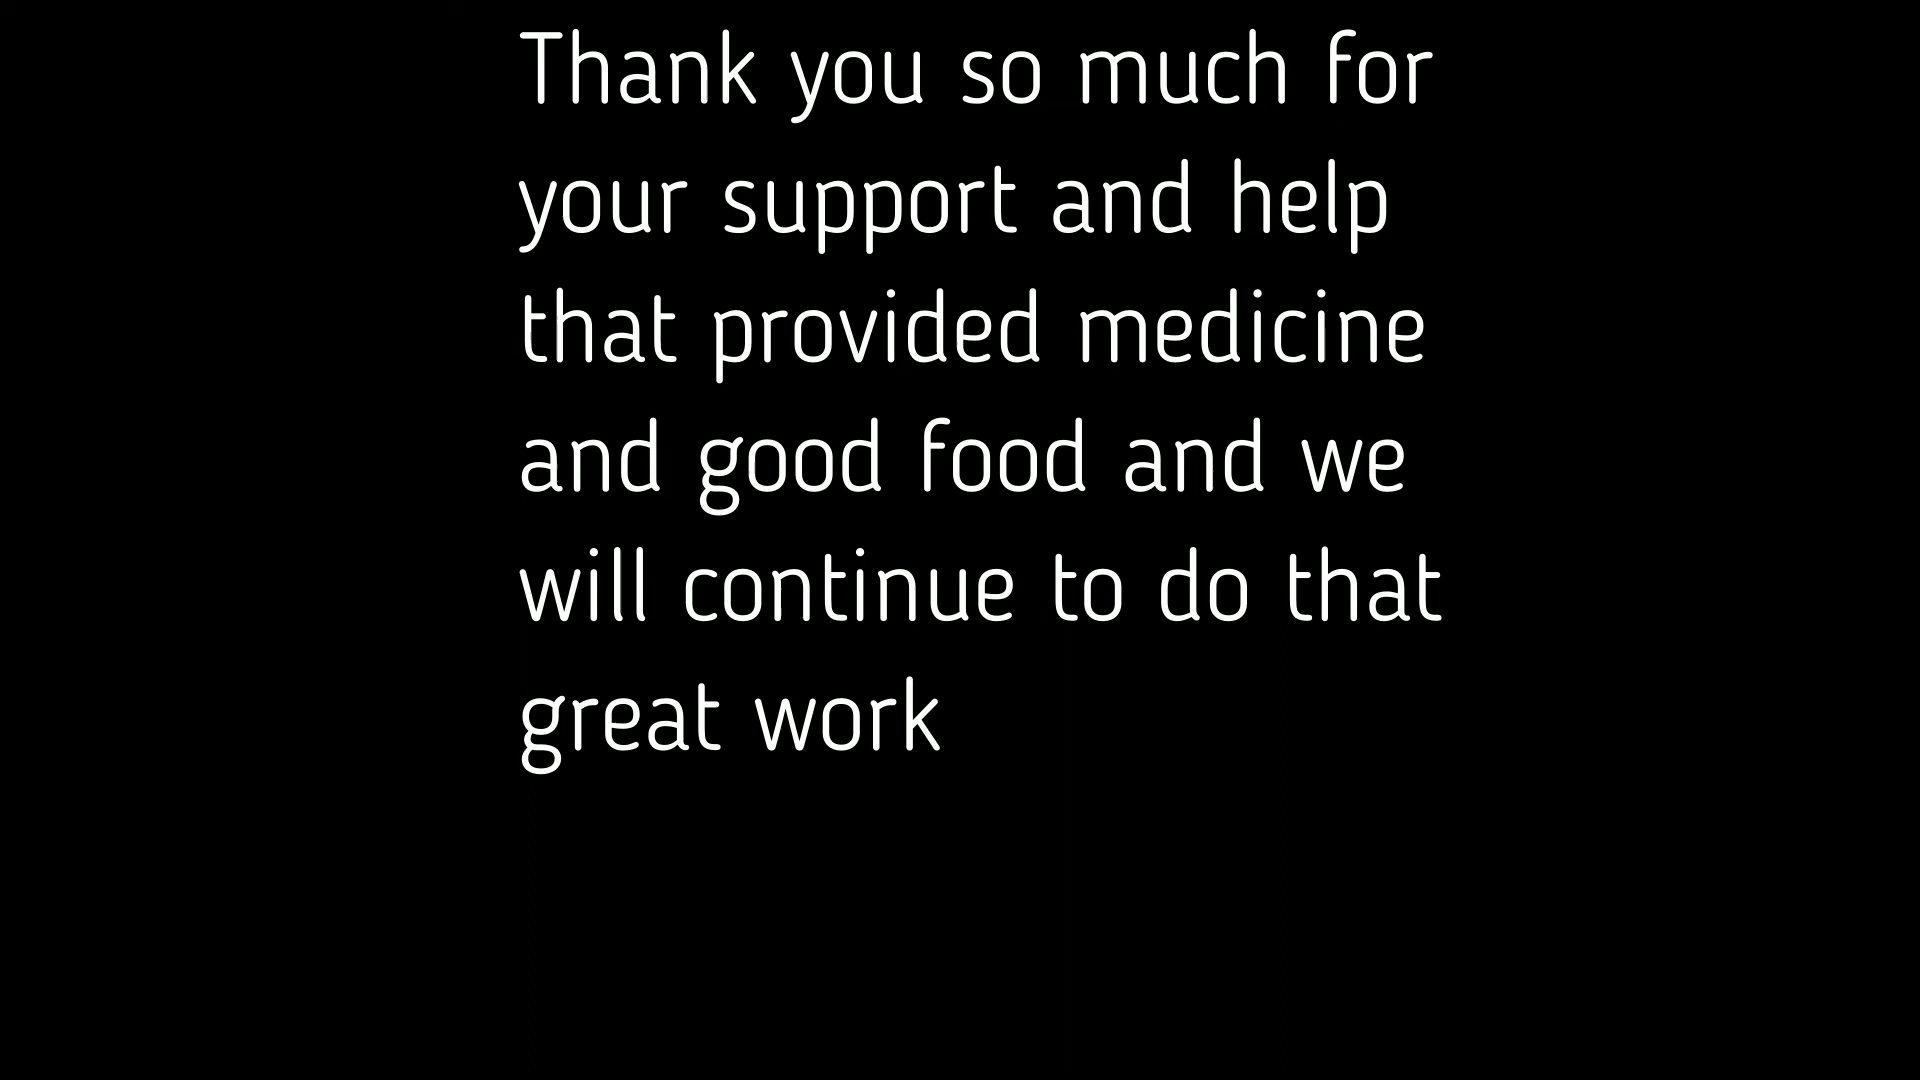 Thank you so much for
your support and help
that provided medicine
and good food and we
will continue to do that
great work